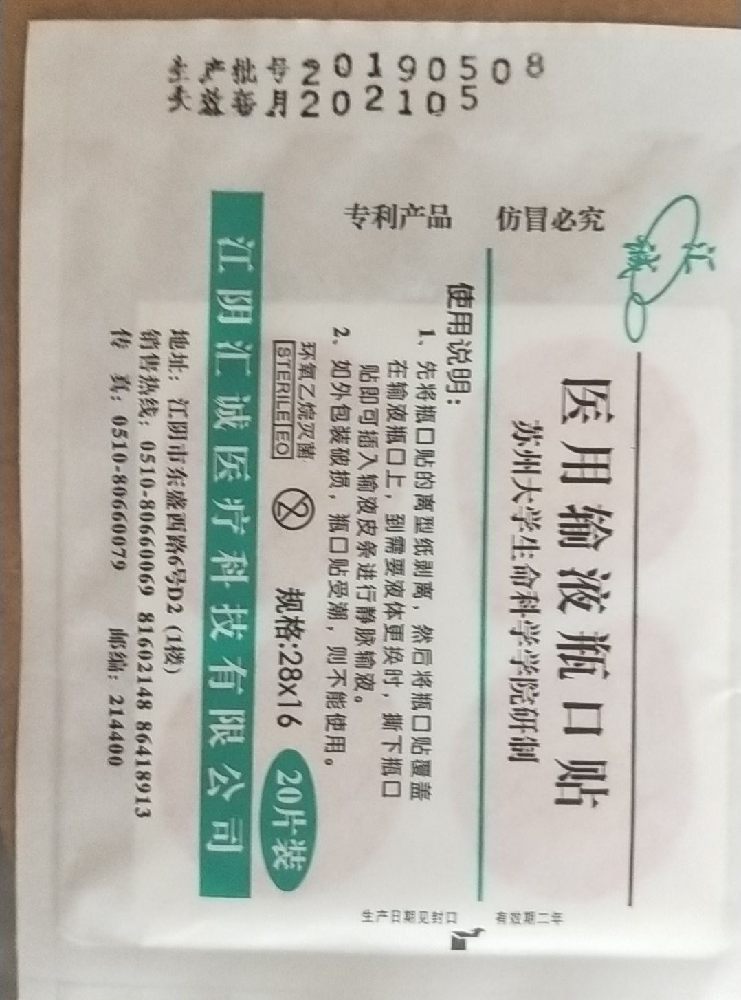 生产批号20190508
失效年月202105
专利产品 仿冒必究
江诚
医用输液瓶口贴
苏州大学生命科学学院研制
使用说明：
1、先将瓶口贴的离型纸剥离，然后将瓶口贴覆盖
在输液瓶口上，到需要液体更换时，撕下瓶口
贴即可插入输液皮条进行静脉输液。
2、如外包装破损，瓶口贴受潮，则不能使用。
环氧乙烷灭菌
STERILE EO
2
规格:28x16
20片装
江阴汇诚医疗科技有限公司
地址：江阴市东盛西路6号D2（1楼）
销售热线：0510-80660069 81602148 86418913
传 真：0510-80660079 邮编：214400
生产日期见封口 有效期二年